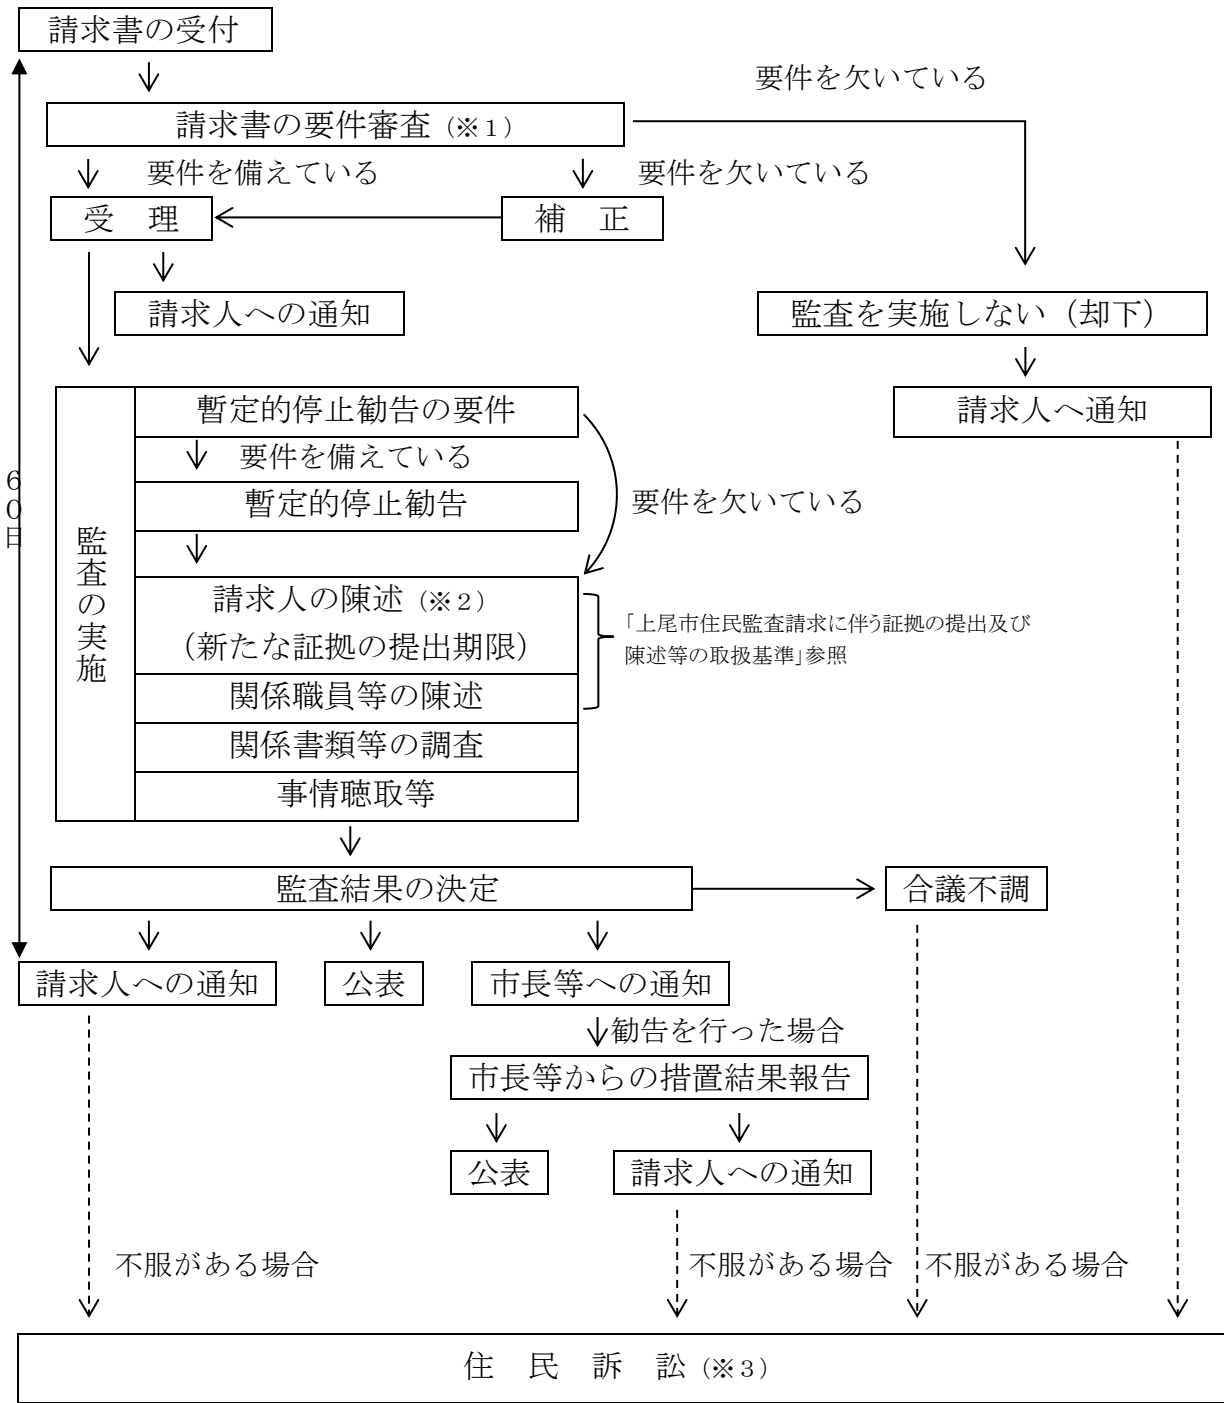 請求書の受付
要件を欠いている
請求書の要件審査（※１）
要件を備えている
要件を欠いている
受　理
補　正
請求人への通知
監査を実施しない（却下）
請求人へ通知
60日
監査の実施
暫定的停止勧告の要件
要件を備えている
暫定的停止勧告
要件を欠いている
請求人の陳述（※２）
（新たな証拠の提出期限）
「上尾市住民監査請求に伴う証拠の提出及び
陳述等の取扱基準」参照
関係職員等の陳述
関係書類等の調査
事情聴取等
監査結果の決定
合議不調
請求人への通知
公表
市長等への通知
勧告を行った場合
市長等からの措置結果報告
公表
請求人への通知
不服がある場合
不服がある場合
不服がある場合
住　民　訴　訟（※３）